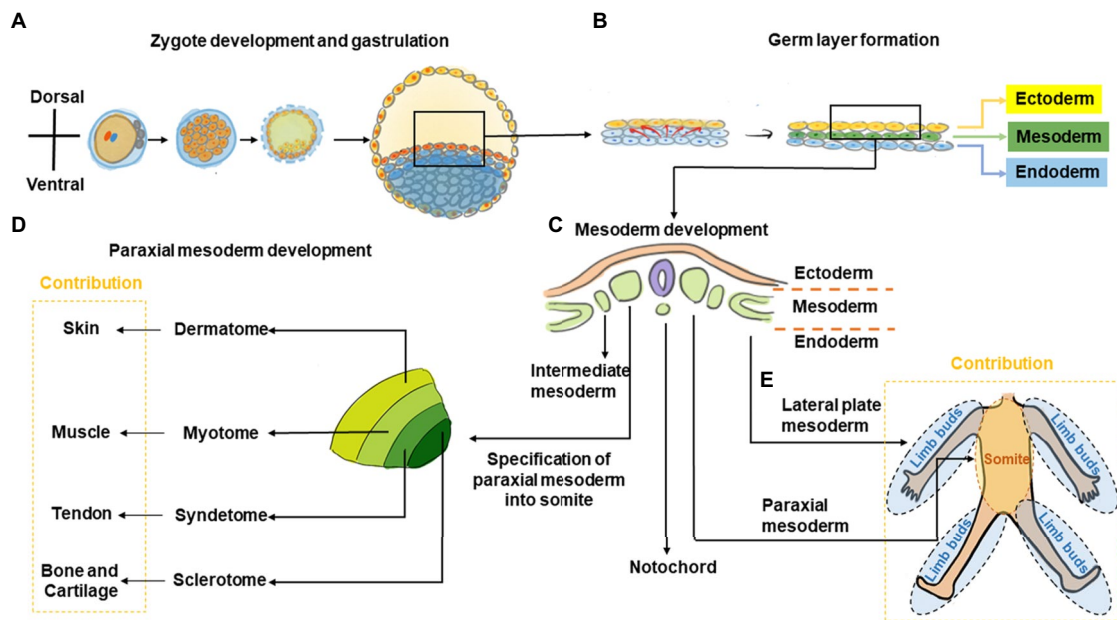 A
Zygote development and gastrulation
Dorsal
Ventral
B
Germ layer formation
Ectoderm
Mesoderm
Endoderm
C
Mesoderm development
Ectoderm
Mesoderm
Endoderm
Intermediate
mesoderm
Notochord
Lateral plate
mesoderm
Paraxial
mesoderm
Specification of
paraxial mesoderm
into somite
D
Paraxial mesoderm development
Contribution
Skin
Dermatome
Muscle
Myotome
Tendon
Syndetome
Bone and
Cartilage
Sclerotome
E
Contribution
Limb buds
Limb buds
Somite
Limb buds
Limb buds